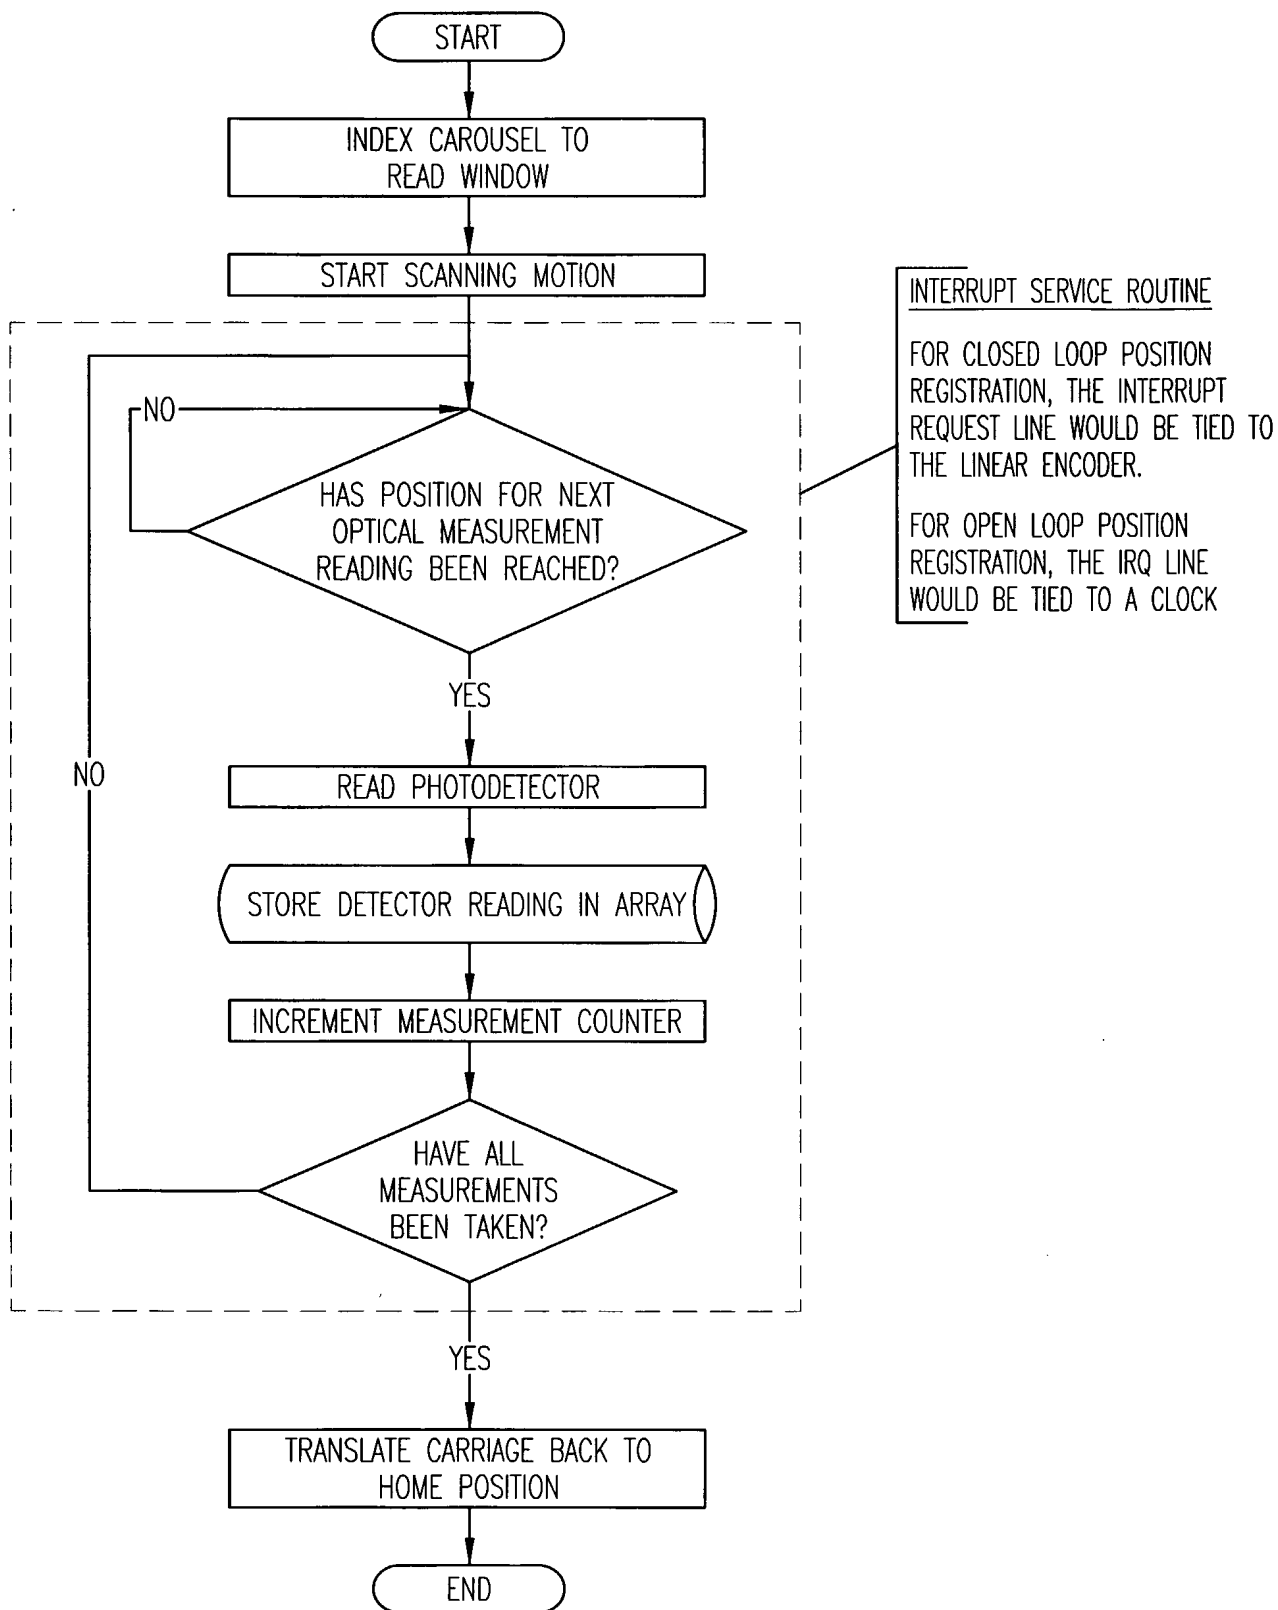 START
INDEX CAROUSEL TO
READ WINDOW
START SCANNING MOTION
INTERRUPT SERVICE ROUTINE
FOR CLOSED LOOP POSITION
REGISTRATION, THE INTERRUPT
REQUEST LINE WOULD BE TIED TO
THE LINEAR ENCODER.
FOR OPEN LOOP POSITION
REGISTRATION, THE IRQ LINE
WOULD BE TIED TO A CLOCK
NO
HAS POSITION FOR NEXT
OPTICAL MEASUREMENT
READING BEEN REACHED?
YES
NO
READ PHOTODETECTOR
STORE DETECTOR READING IN ARRAY
INCREMENT MEASUREMENT COUNTER
HAVE ALL
MEASUREMENTS
BEEN TAKEN?
YES
TRANSLATE CARRIAGE BACK TO
HOME POSITION
END